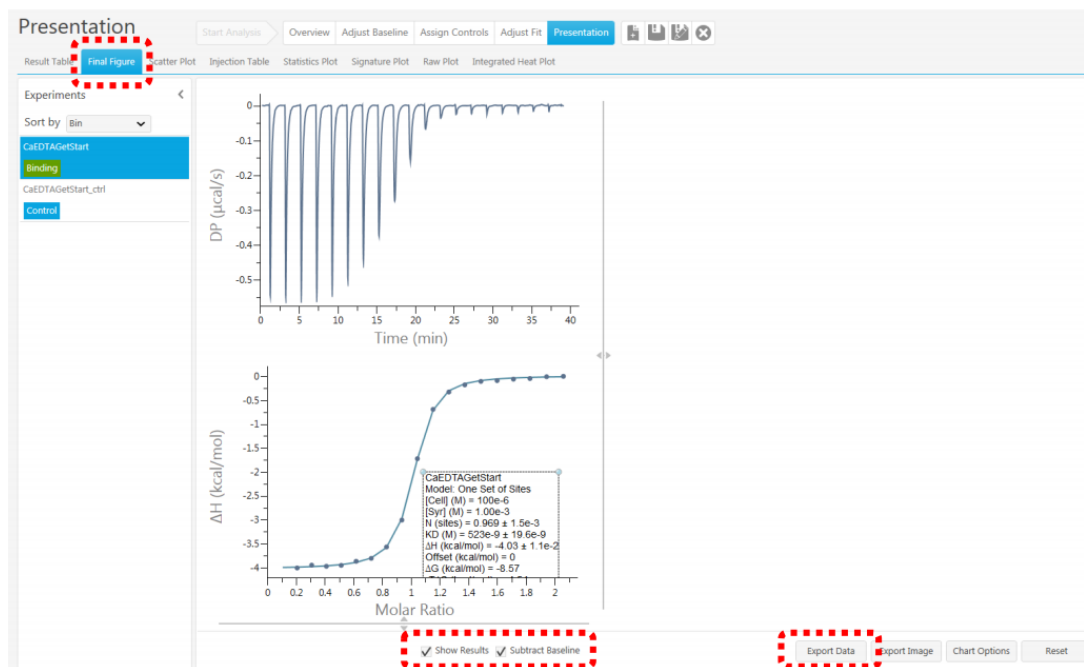 Presentation
Start Analysis Overview Adjust Baseline Assign Controls Adjust Fit Presentation
Result Table Final Figure Scatter Plot Injection Table Statistics Plot Signature Plot Raw Plot Integrated Heat Plot
Experiments
Sort by Bin
CaEDTAGetStart
Binding
CaEDTAGetStart_ctrl
Control
0
-0.1
-0.2
-0.3
-0.4
-0.5
DP (µcal/s)
0 5 10 15 20 25 30 35 40
Time (min)
0
-0.5
-1
-1.5
-2
-2.5
-3
-3.5
-4
ΔH (kcal/mol)
CaEDTAGetStart
Model: One Set of Sites
[Cell] (M) = 100e-6
[Syr] (M) = 1.00e-3
N (sites) = 0.969 ± 1.5e-3
KD (M) = 523e-9 ± 19.6e-9
ΔH (kcal/mol) = -4.03 ± 1.1e-2
Offset (kcal/mol) = 0
ΔG (kcal/mol) = -8.57
0 0.2 0.4 0.6 0.8 1 1.2 1.4 1.6 1.8 2
Molar Ratio
Show Results Subtract Baseline
Export Data Export Image Chart Options Reset